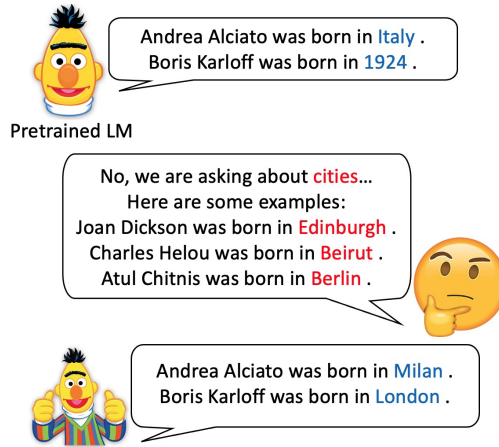 Andrea Alciato was born in Italy .
Boris Karloff was born in 1924 .
Pretrained LM
No, we are asking about cities...
Here are some examples:
Joan Dickson was born in Edinburgh .
Charles Helou was born in Beirut .
Atul Chitnis was born in Berlin .
Andrea Alciato was born in Milan .
Boris Karloff was born in London .